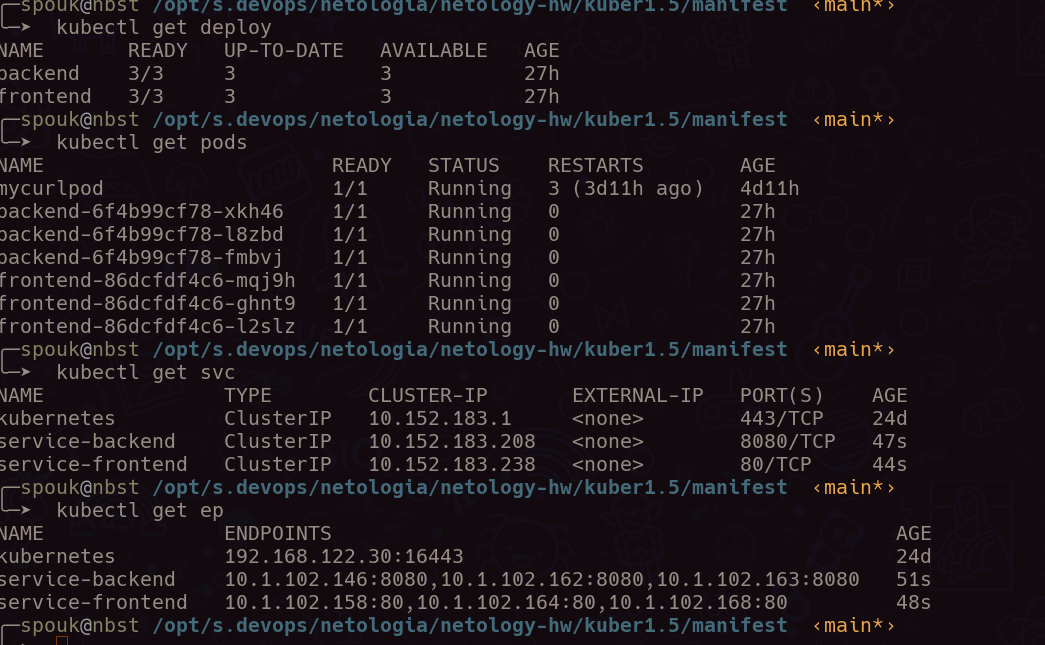 ╭─spouk@nbst /opt/s.devops/netologia/netology-hw/kuber1.5/manifest ‹main*›
╰─➤ kubectl get deploy
NAME READY UP-TO-DATE AVAILABLE AGE
backend 3/3 3 3 27h
frontend 3/3 3 3 27h
╭─spouk@nbst /opt/s.devops/netologia/netology-hw/kuber1.5/manifest ‹main*›
╰─➤ kubectl get pods
NAME READY STATUS RESTARTS AGE
mycurlpod 1/1 Running 3 (3d11h ago) 4d11h
backend-6f4b99cf78-xkh46 1/1 Running 0 27h
backend-6f4b99cf78-l8zbd 1/1 Running 0 27h
backend-6f4b99cf78-fmbvj 1/1 Running 0 27h
frontend-86dcfdf4c6-mqj9h 1/1 Running 0 27h
frontend-86dcfdf4c6-ghnt9 1/1 Running 0 27h
frontend-86dcfdf4c6-l2slz 1/1 Running 0 27h
╭─spouk@nbst /opt/s.devops/netologia/netology-hw/kuber1.5/manifest ‹main*›
╰─➤ kubectl get svc
NAME TYPE CLUSTER-IP EXTERNAL-IP PORT(S) AGE
kubernetes ClusterIP 10.152.183.1 <none> 443/TCP 24d
service-backend ClusterIP 10.152.183.208 <none> 8080/TCP 47s
service-frontend ClusterIP 10.152.183.238 <none> 80/TCP 44s
╭─spouk@nbst /opt/s.devops/netologia/netology-hw/kuber1.5/manifest ‹main*›
╰─➤ kubectl get ep
NAME ENDPOINTS AGE
kubernetes 192.168.122.30:16443 24d
service-backend 10.1.102.146:8080,10.1.102.162:8080,10.1.102.163:8080 51s
service-frontend 10.1.102.158:80,10.1.102.164:80,10.1.102.168:80 48s
╭─spouk@nbst /opt/s.devops/netologia/netology-hw/kuber1.5/manifest ‹main*›